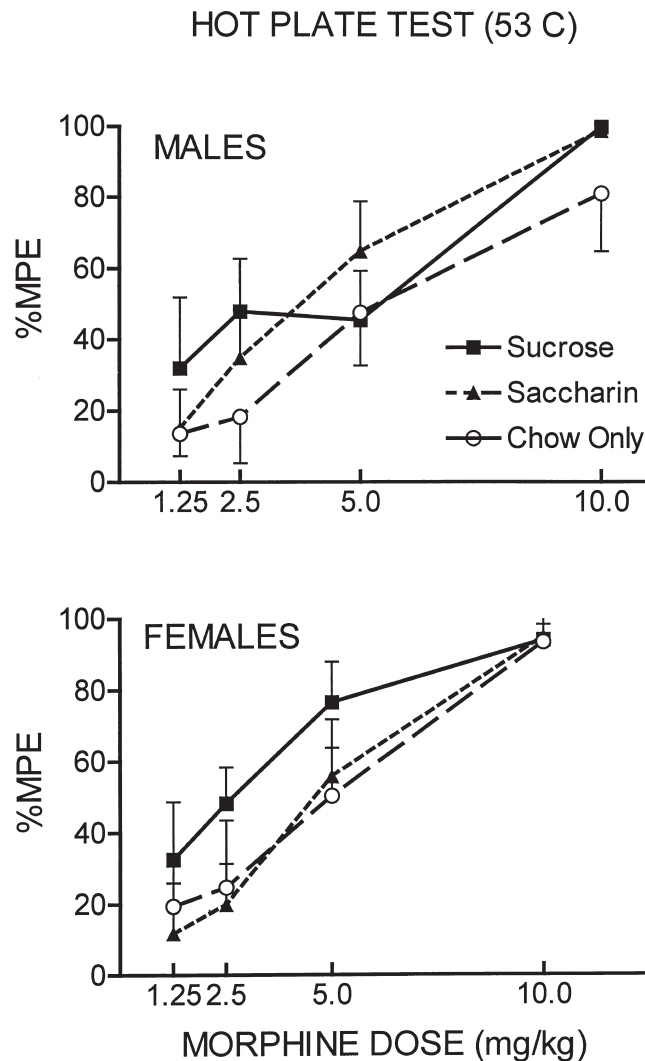 HOT PLATE TEST (53 C)
100
MALES
80
60
%MPE
40
Sucrose
Saccharin
20
Chow Only
0
1.25 2.5 5.0 10.0
100
FEMALES
80
60
%MPE
40
20
0
1.25 2.5 5.0 10.0
MORPHINE DOSE (mg/kg)